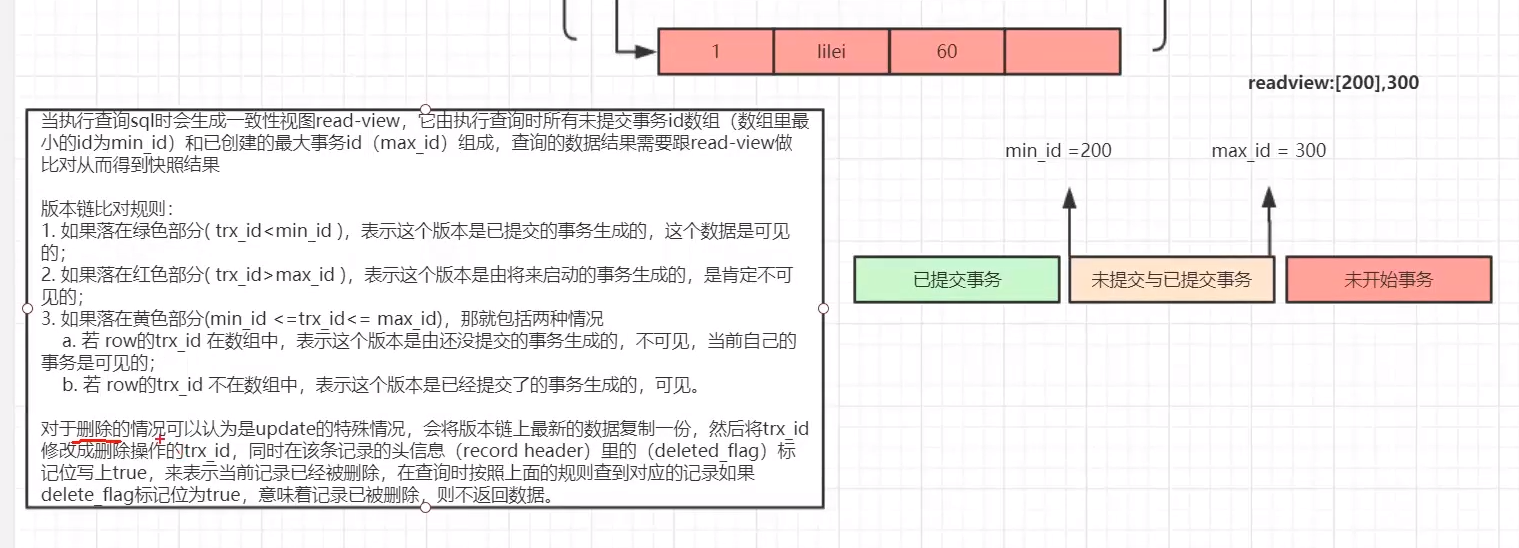 1 lilei 60
readview:[200],300
当执行查询sql时会生成一致性视图read-view，它由执行查询时所有未提交事务id数组（数组里最
小的id为min_id）和已创建的最大事务id（max_id）组成，查询的数据结果需要跟read-view做
比对从而得到快照结果
版本链比对规则：
1. 如果落在绿色部分( trx_id<min_id )，表示这个版本是已提交的事务生成的，这个数据是可见
的；
2. 如果落在红色部分( trx_id>max_id )，表示这个版本是由将来启动的事务生成的，是肯定不可
见的；
3. 如果落在黄色部分(min_id <=trx_id<= max_id)，那就包括两种情况
a. 若 row的trx_id 在数组中，表示这个版本是由还没提交的事务生成的，不可见，当前自己的
事务是可见的；
b. 若 row的trx_id 不在数组中，表示这个版本是已经提交了的事务生成的，可见。
对于删除的情况可以认为是update的特殊情况，会将版本链上最新的数据复制一份，然后将trx_id
修改成删除操作的trx_id，同时在该条记录的头信息（record header）里的（deleted_flag）标
记位写上true，来表示当前记录已经被删除，在查询时按照上面的规则查到对应的记录如果
delete_flag标记位为true，意味着记录已被删除，则不返回数据。
min_id =200 max_id = 300
已提交事务 未提交与已提交事务 未开始事务